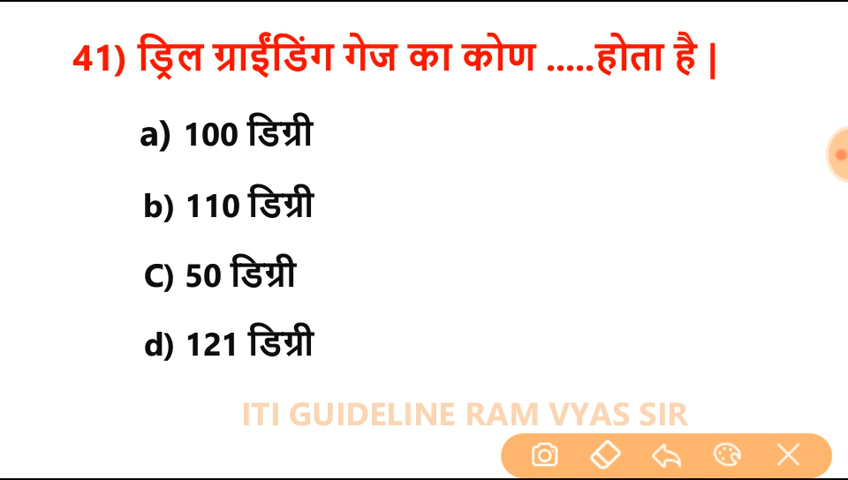 41) ड्रिल ग्राईंडिंग गेज का कोण .....होता है |
a) 100 डिग्री
b) 110 डिग्री
C) 50 डिग्री
d) 121 डिग्री
ITI GUIDELINE RAM VYAS SIR